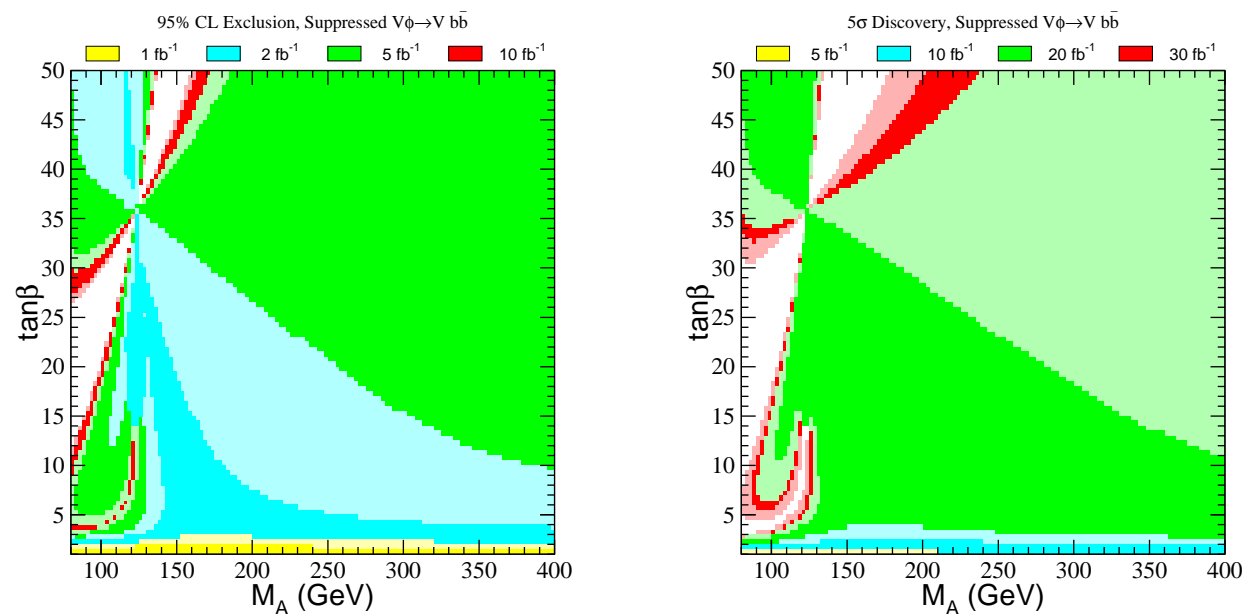 95% CL Exclusion, Suppressed Vϕ→V bb̄
1 fb⁻¹ 2 fb⁻¹ 5 fb⁻¹ 10 fb⁻¹
50
45
40
35
30
25
20
15
10
5
tanβ
100 150 200 250 300 350 400
M_A (GeV)
5σ Discovery, Suppressed Vϕ→V bb̄
5 fb⁻¹ 10 fb⁻¹ 20 fb⁻¹ 30 fb⁻¹
50
45
40
35
30
25
20
15
10
5
tanβ
100 150 200 250 300 350 400
M_A (GeV)